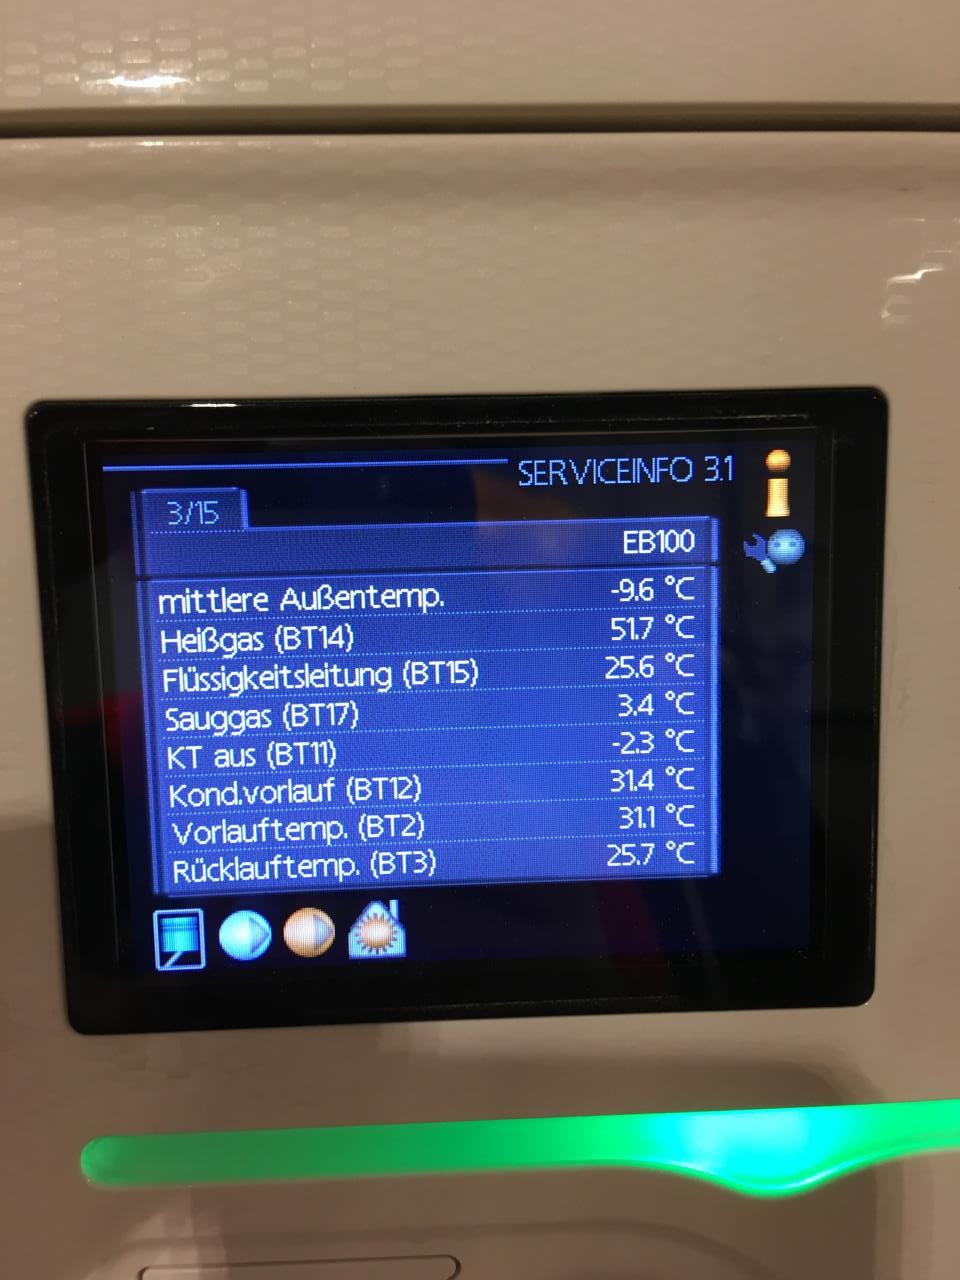 SERVICEINFO 3.1
3/15
EB100
mittlere Außentemp. -9.6 °C
Heißgas (BT14) 51.7 °C
Flüssigkeitsleitung (BT15) 25.6 °C
Sauggas (BT17) 3.4 °C
KT aus (BT11) -2.3 °C
Kond.vorlauf (BT12) 31.4 °C
Vorlauftemp. (BT2) 31.1 °C
Rücklauftemp. (BT3) 25.7 °C